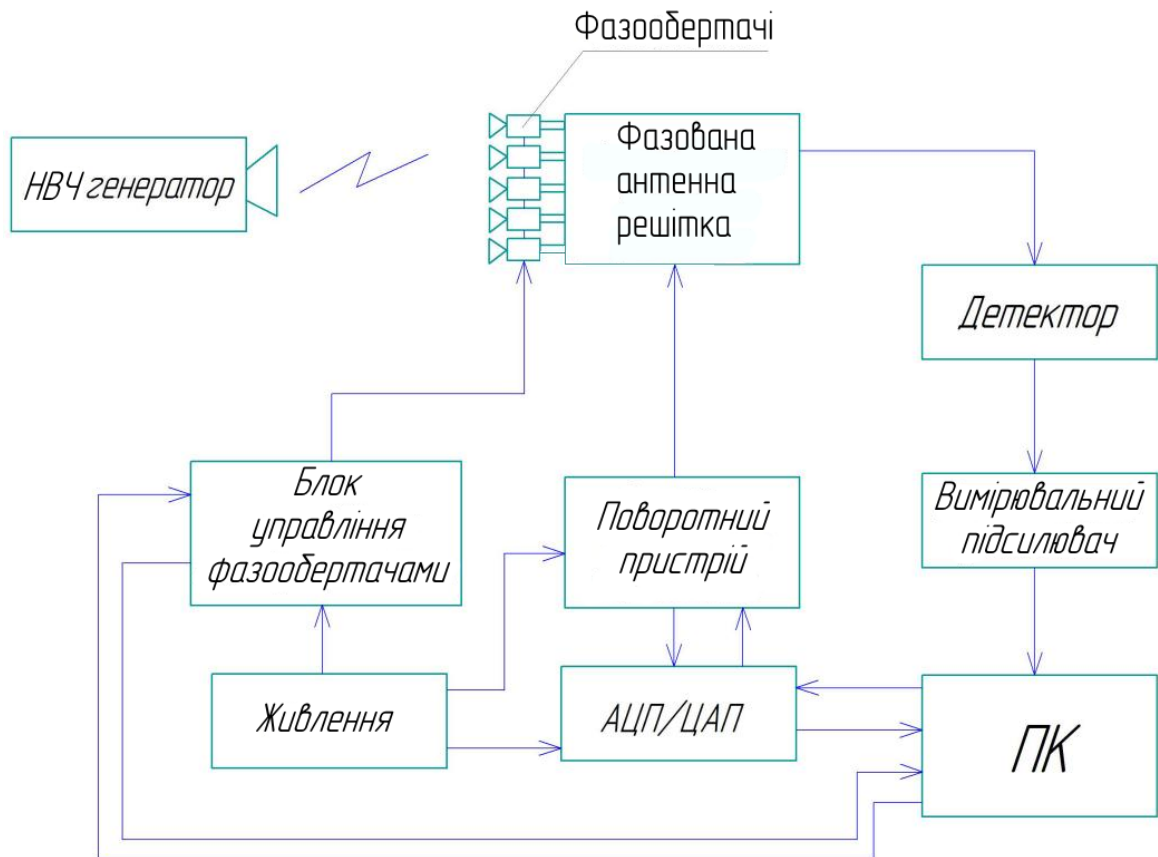 Фазообертачі
НВЧ генератор
Фазована
антенна
решітка
Детектор
Блок
управління
фазообертачами
Поворотний
пристрій
Вимірювальний
підсилювач
Живлення
АЦП/ЦАП
ПК